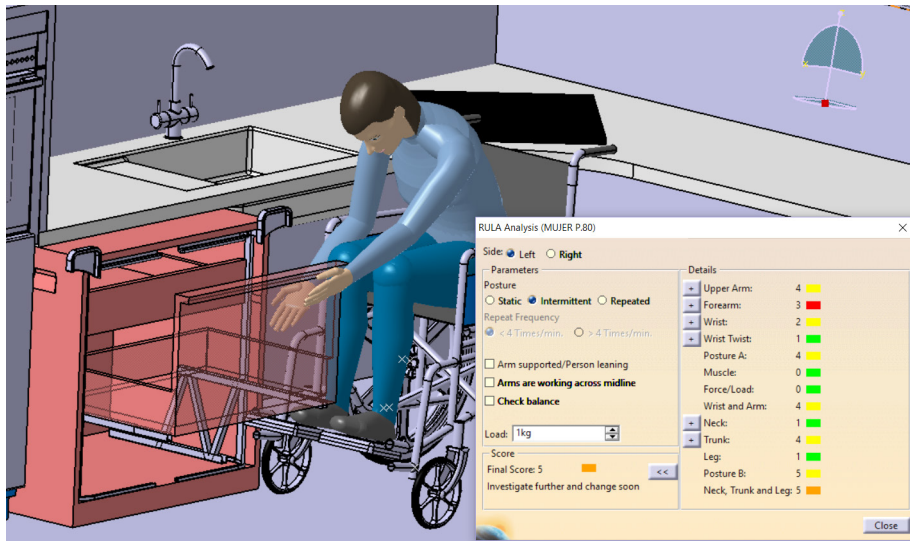 RULA Analysis (MUJER P.80)
Side: Left Right
Parameters
Posture
Static Intermittent Repeated
Repeat Frequency
< 4 Times/min. > 4 Times/min.
Arm supported/Person leaning
Arms are working across midline
Check balance
Load: 1kg
Score
Final Score: 5 <<
Investigate further and change soon
Details
+ Upper Arm: 4
+ Forearm: 3
+ Wrist: 2
+ Wrist Twist: 1
Posture A: 4
Muscle: 0
Force/Load: 0
Wrist and Arm: 4
+ Neck: 1
+ Trunk: 4
Leg: 1
Posture B: 5
Neck, Trunk and Leg: 5
Close